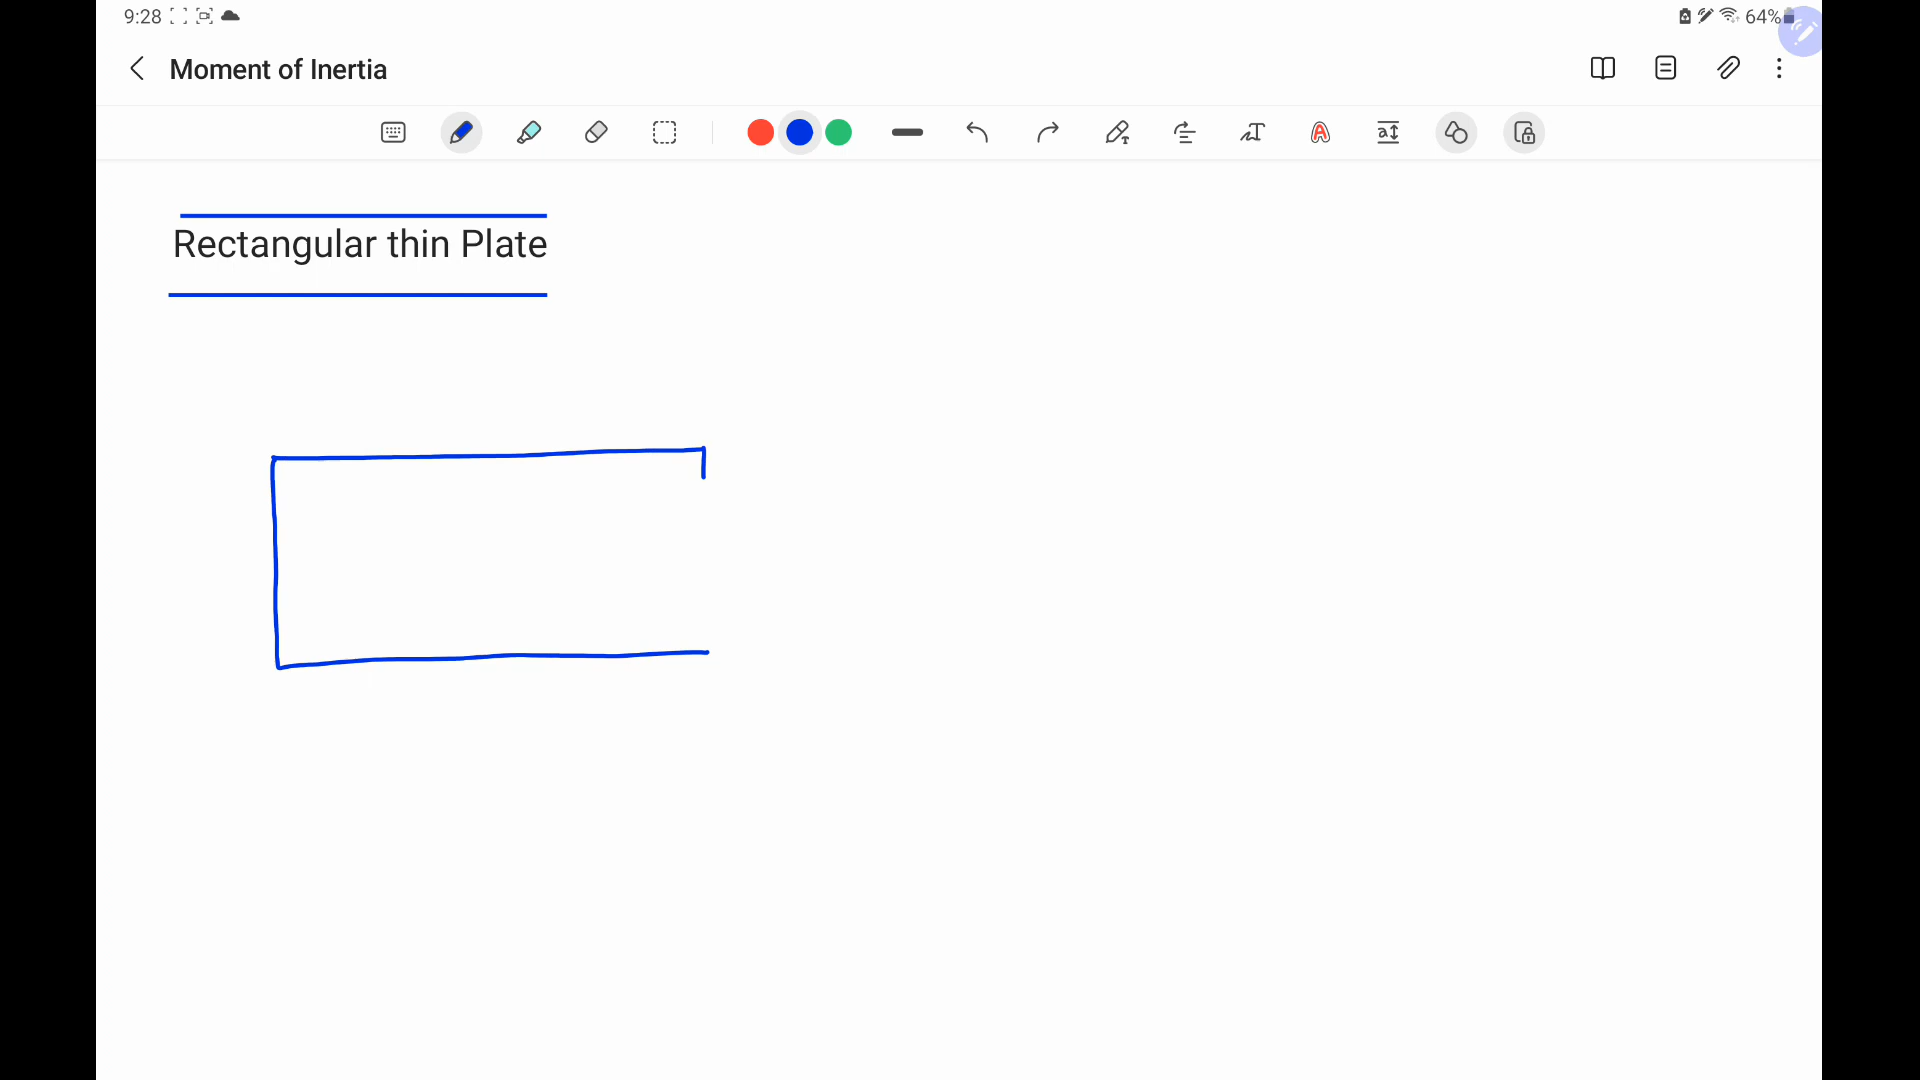 9:28
64%
Moment of Inertia
Rectangular thin Plate